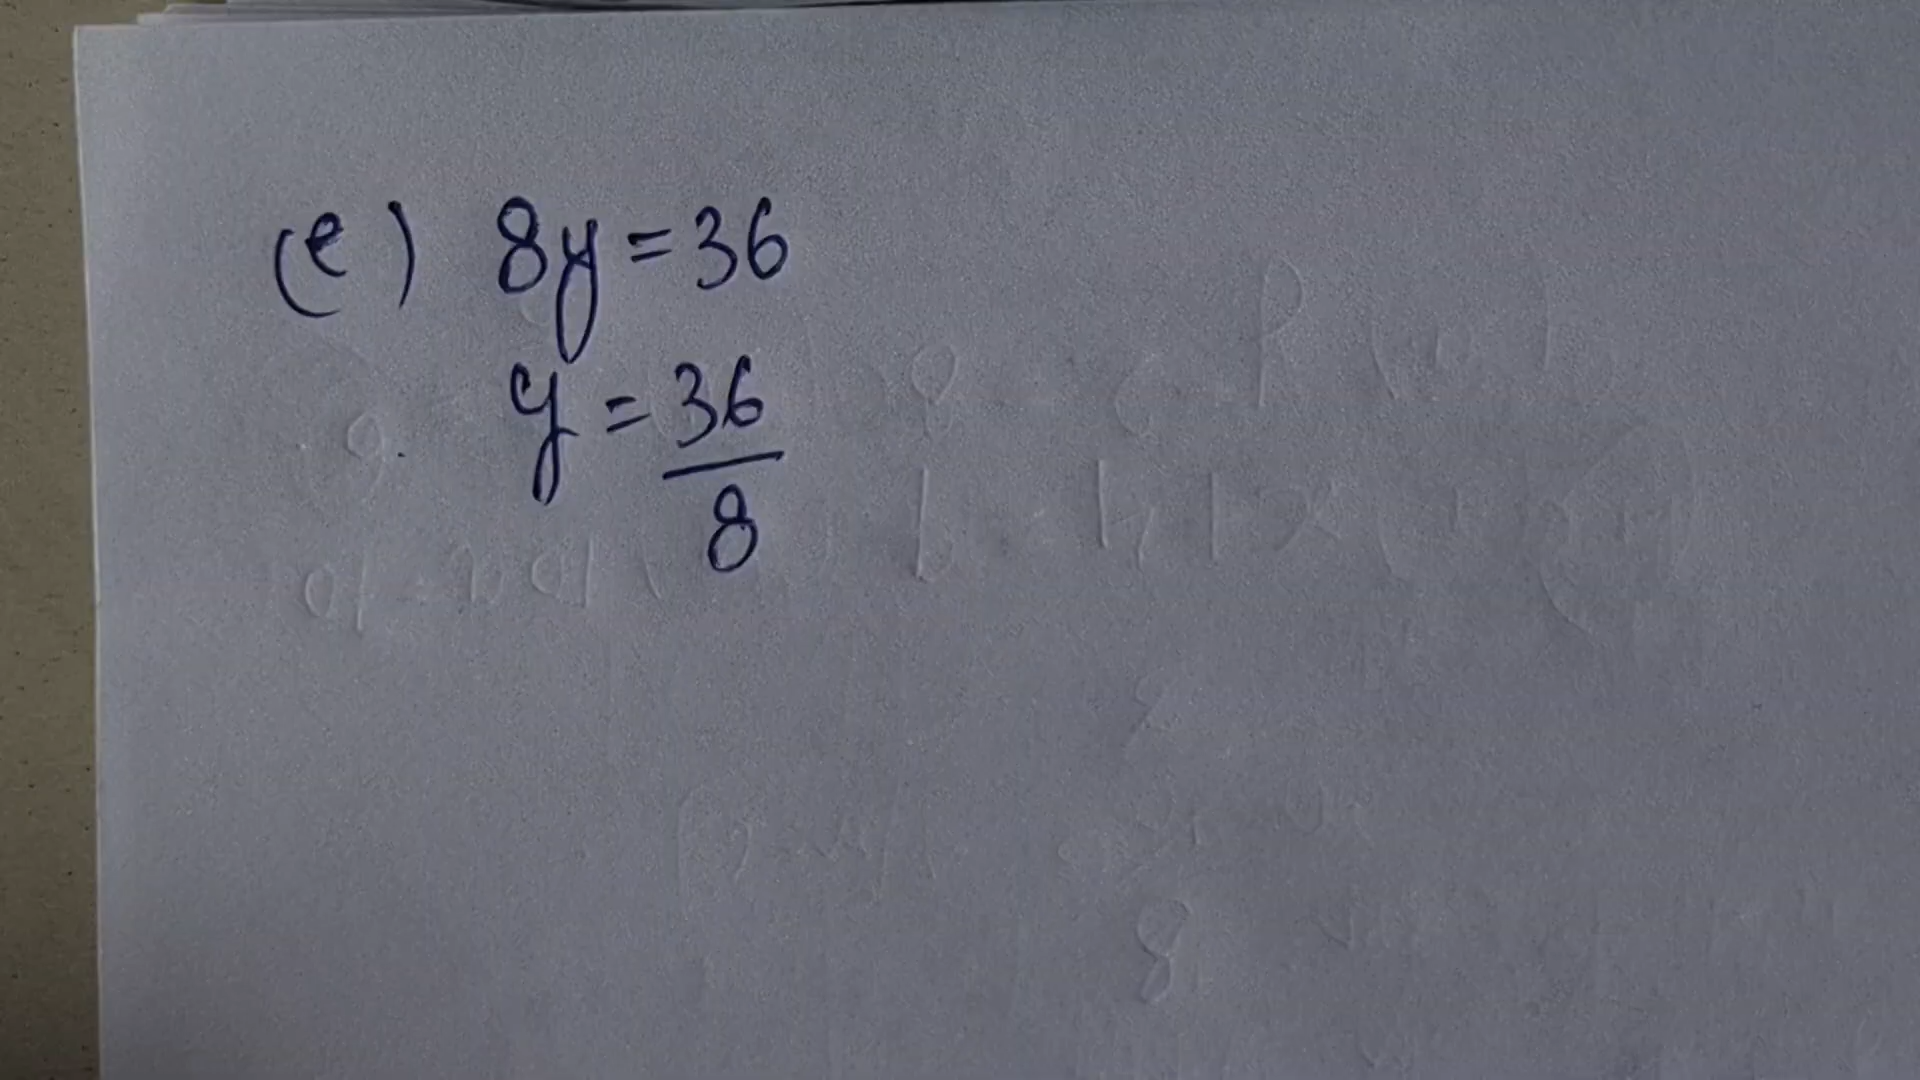 (e) 8y = 36
y = 36/8